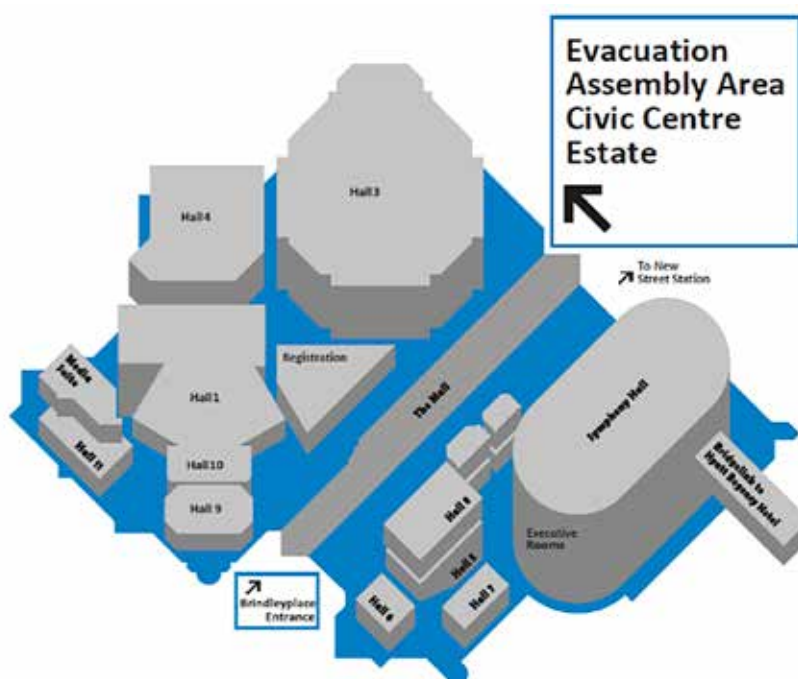 Evacuation
Assembly Area
Civic Centre
Estate
Hall 3
Hall 4
To New
Street Station
Registration
Media
Suite
Hall 1
The Mall
Symphony Hall
Hall 11
Hall 10
Hall 9
Hall 8
Hall 5
Executive
Rooms
Bridgelink to
Hyatt Regency Hotel
Hall 6
Hall 7
Brindleyplace
Entrance